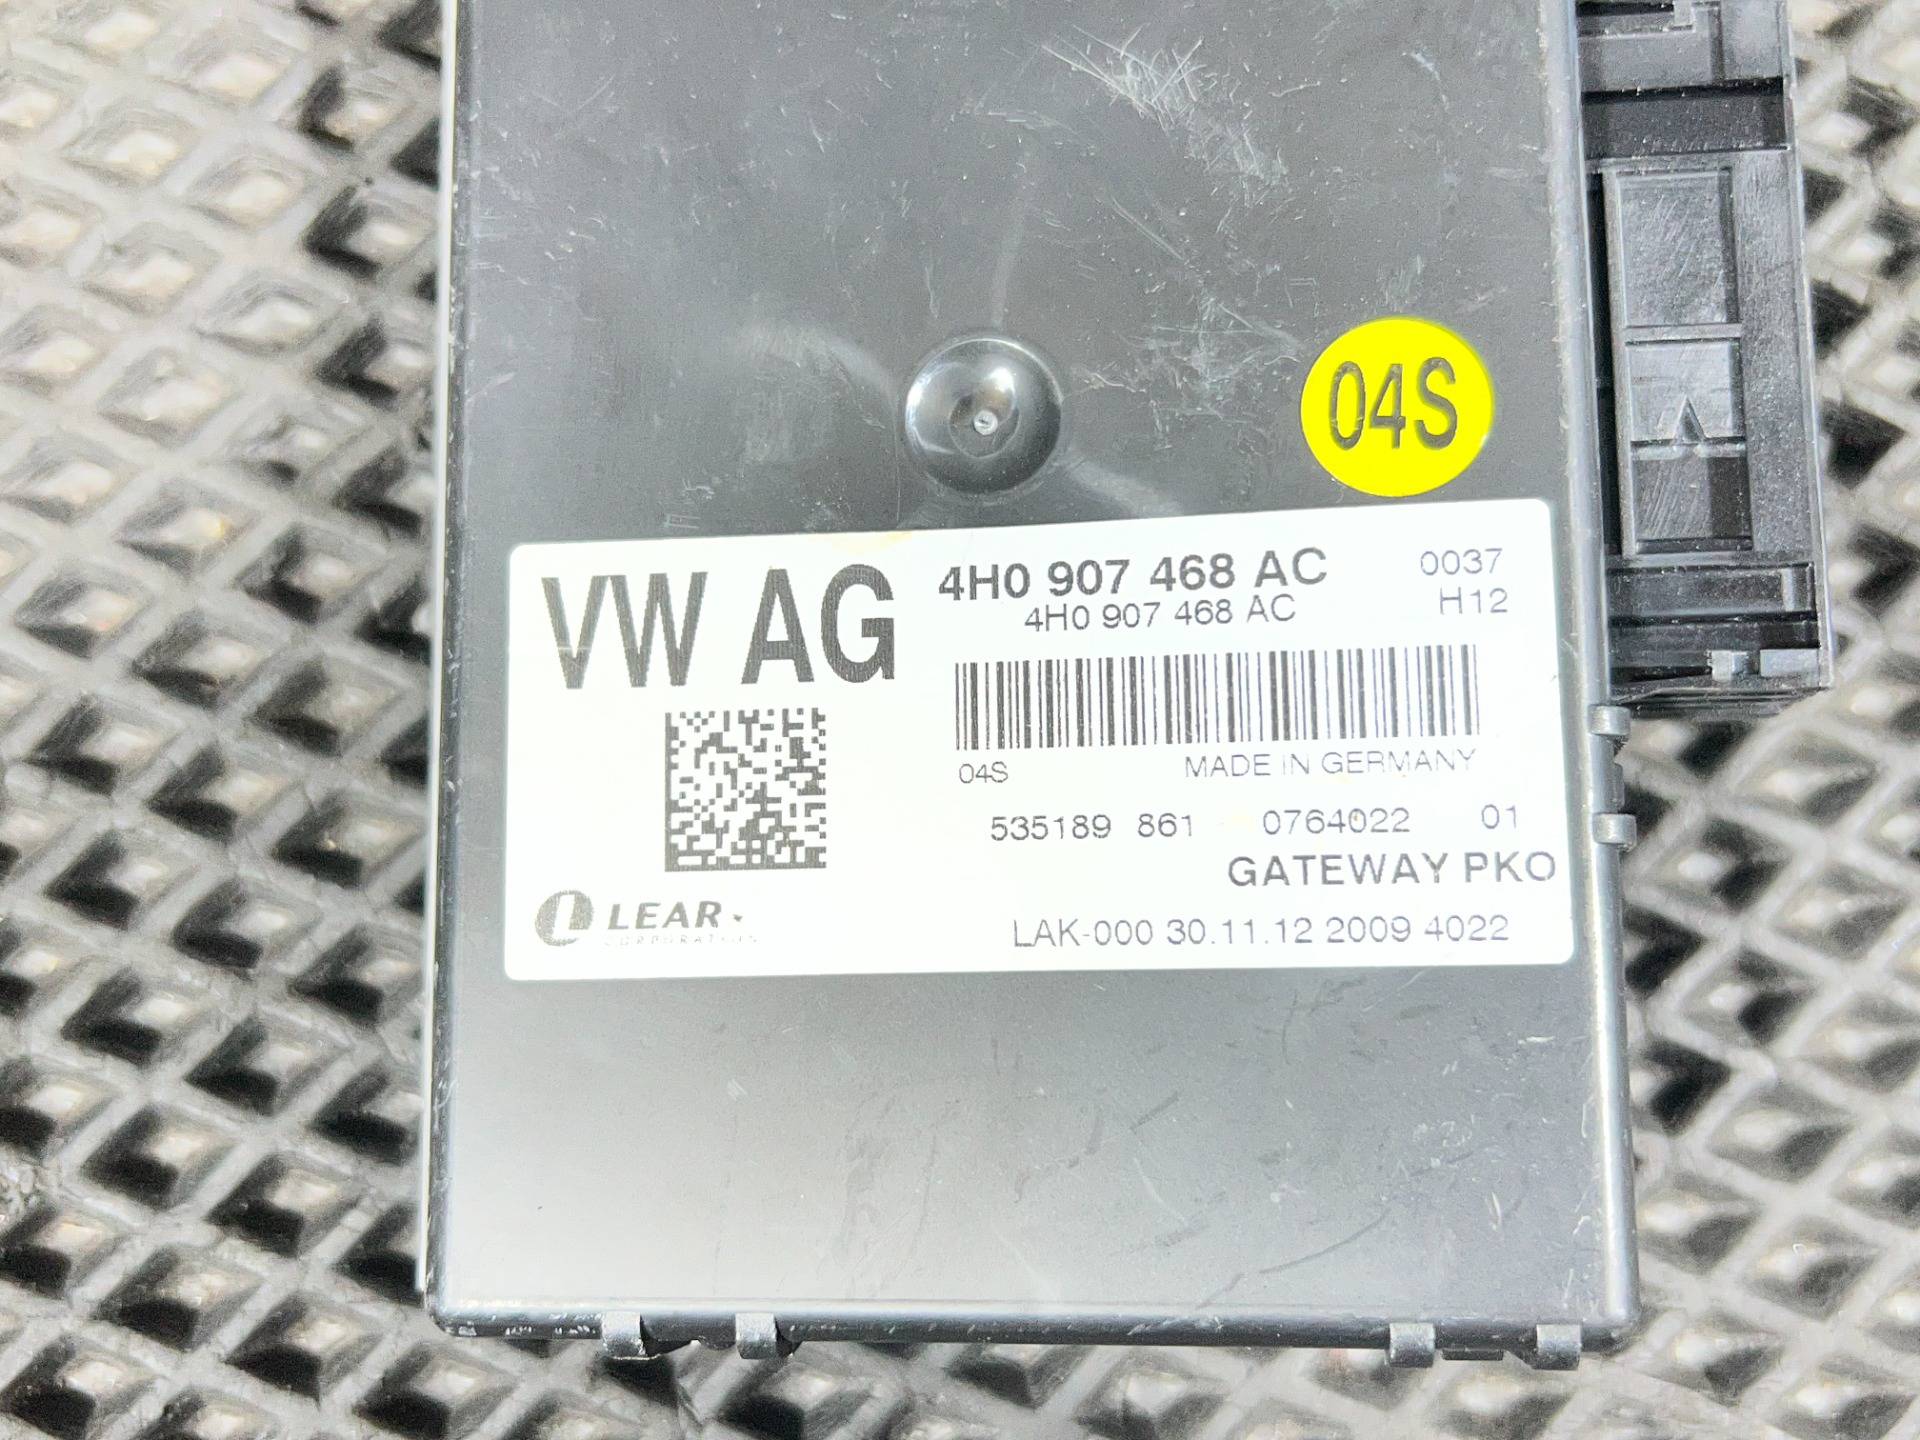 04S
VW AG
4H0 907 468 AC 0037
4H0 907 468 AC H12
04S MADE IN GERMANY
535189 861 0764022 01
GATEWAY PKO
LEAR
CORPORATION
LAK-000 30.11.12 2009 4022